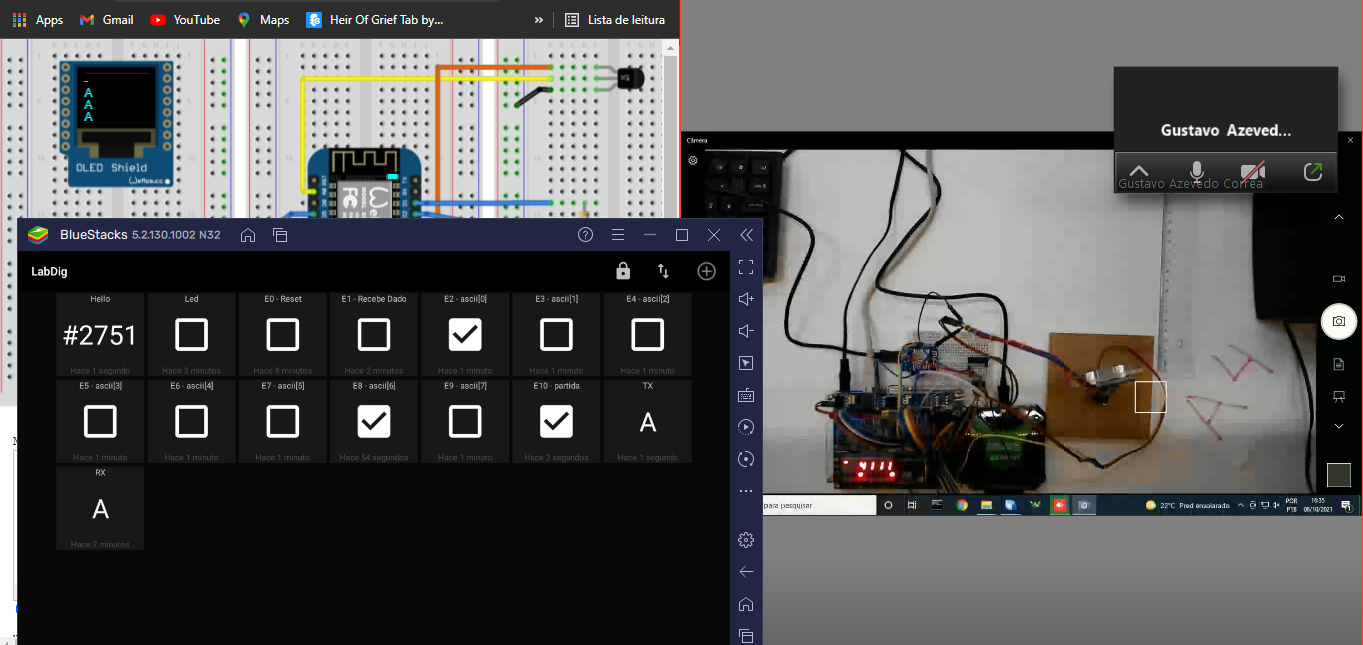 Apps
Gmail
YouTube
Maps
Heir Of Grief Tab by...
»
Lista de leitura
-
A
A
A
OLED Shield
WeMos.cc
Gustavo Azeved...
Gustavo Azevedo Correa
Câmera
BlueStacks 5.2.130.1002 N32
LabDig
Hello
#2751
Hace 1 segundo
Led
Hace 3 minutos
E0 - Reset
Hace 8 minutos
E1 - Recebe Dado
Hace 2 minutos
E2 - ascii[0]
Hace 1 minuto
E3 - ascii[1]
Hace 1 minuto
E4 - ascii[2]
Hace 1 minuto
E5 - ascii[3]
Hace 1 minuto
E6 - ascii[4]
Hace 1 minuto
E7 - ascii[5]
Hace 1 minuto
E8 - ascii[6]
Hace 54 segundos
E9 - ascii[7]
Hace 1 minuto
E10 - partida
Hace 2 segundos
TX
A
Hace 1 segundo
RX
A
Hace 2 minutos
A
A
para pesquisar
22°C Pred ensolarado
POR
PTB
16:35
08/10/2021